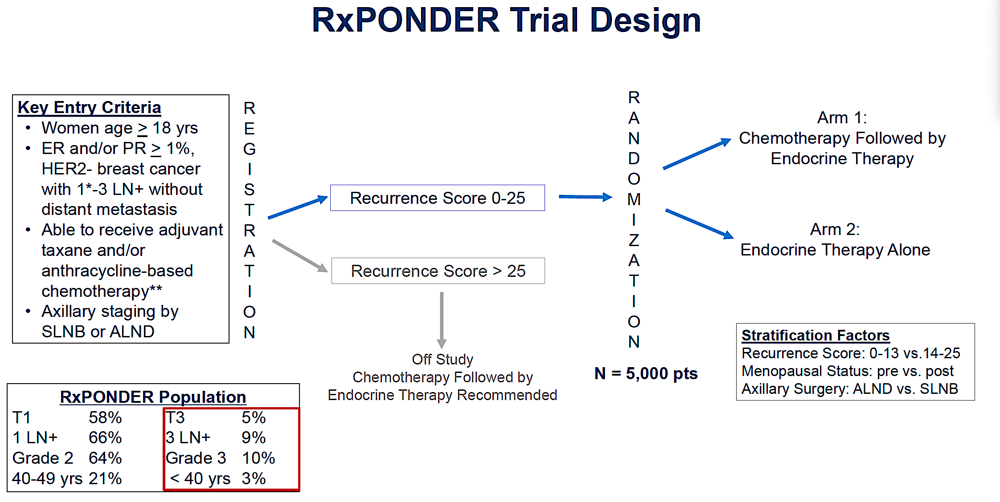 RxPONDER Trial Design
Key Entry Criteria
• Women age ≥ 18 yrs
• ER and/or PR ≥ 1%,
HER2- breast cancer
with 1*-3 LN+ without
distant metastasis
• Able to receive adjuvant
taxane and/or
anthracycline-based
chemotherapy**
• Axillary staging by
SLNB or ALND
REGISTRATION
Recurrence Score 0-25
Recurrence Score > 25
Off Study
Chemotherapy Followed by
Endocrine Therapy Recommended
RANDOMIZATION
N = 5,000 pts
Arm 1:
Chemotherapy Followed by
Endocrine Therapy
Arm 2:
Endocrine Therapy Alone
Stratification Factors
Recurrence Score: 0-13 vs.14-25
Menopausal Status: pre vs. post
Axillary Surgery: ALND vs. SLNB
RxPONDER Population
T1 58% T3 5%
1 LN+ 66% 3 LN+ 9%
Grade 2 64% Grade 3 10%
40-49 yrs 21% < 40 yrs 3%